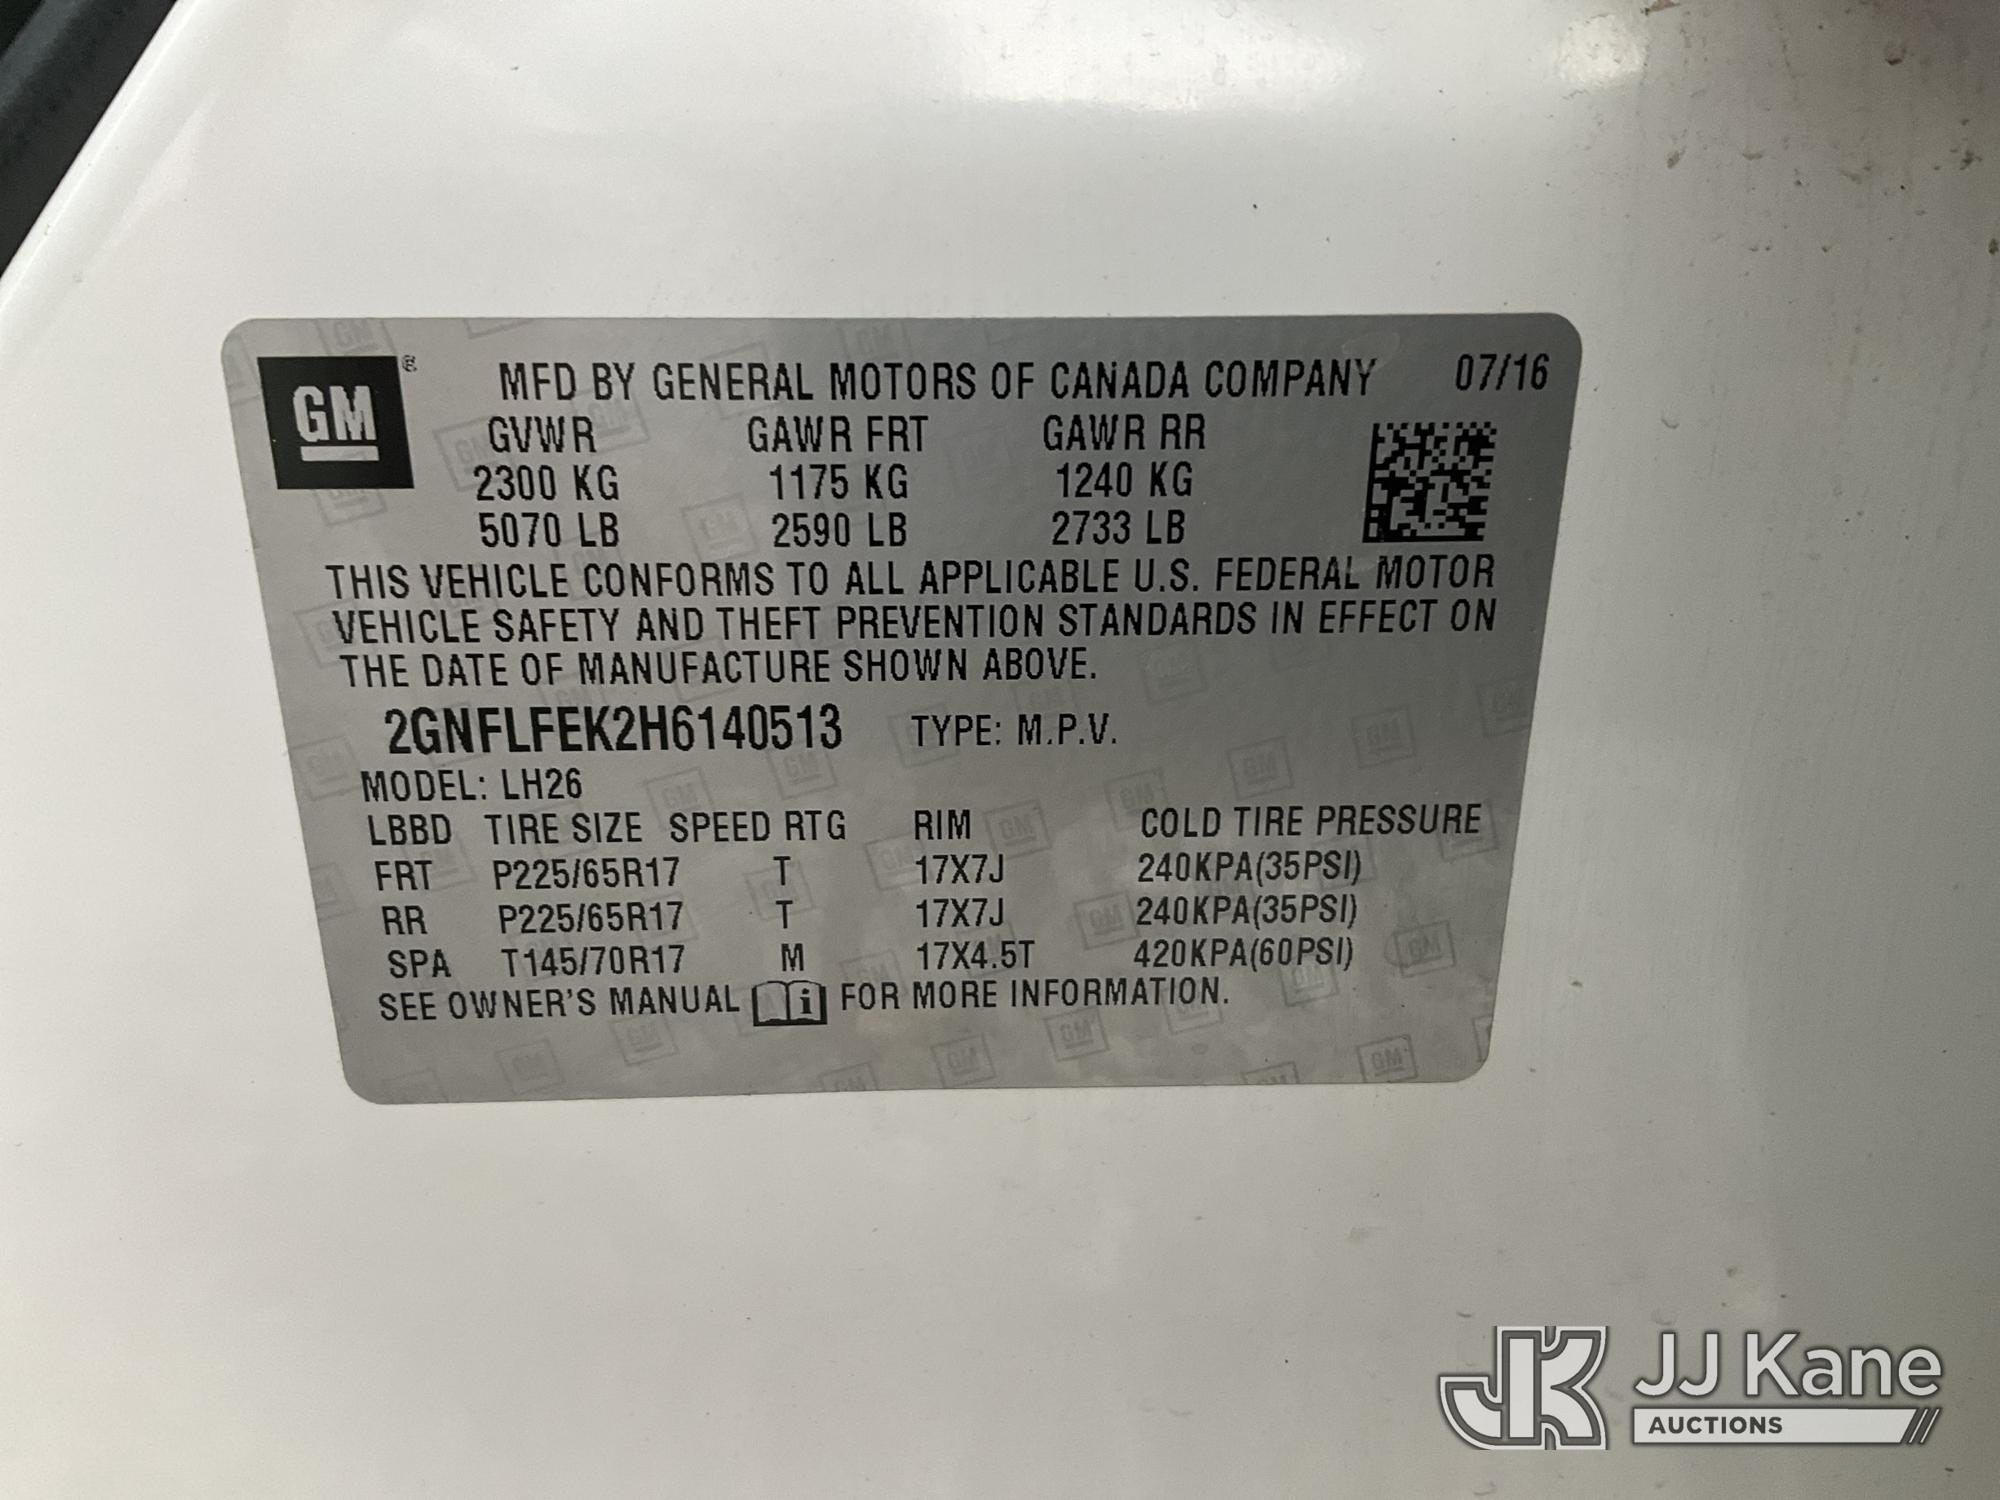 GM ®
MFD BY GENERAL MOTORS OF CANADA COMPANY 07/16
GVWR GAWR FRT GAWR RR
2300 KG 1175 KG 1240 KG
5070 LB 2590 LB 2733 LB
THIS VEHICLE CONFORMS TO ALL APPLICABLE U.S. FEDERAL MOTOR
VEHICLE SAFETY AND THEFT PREVENTION STANDARDS IN EFFECT ON
THE DATE OF MANUFACTURE SHOWN ABOVE.
2GNFLFEK2H6140513 TYPE: M.P.V.
MODEL: LH26
LBBD TIRE SIZE SPEED RTG RIM COLD TIRE PRESSURE
FRT P225/65R17 T 17X7J 240KPA(35PSI)
RR P225/65R17 T 17X7J 240KPA(35PSI)
SPA T145/70R17 M 17X4.5T 420KPA(60PSI)
SEE OWNER'S MANUAL i FOR MORE INFORMATION.
JK JJ Kane
AUCTIONS